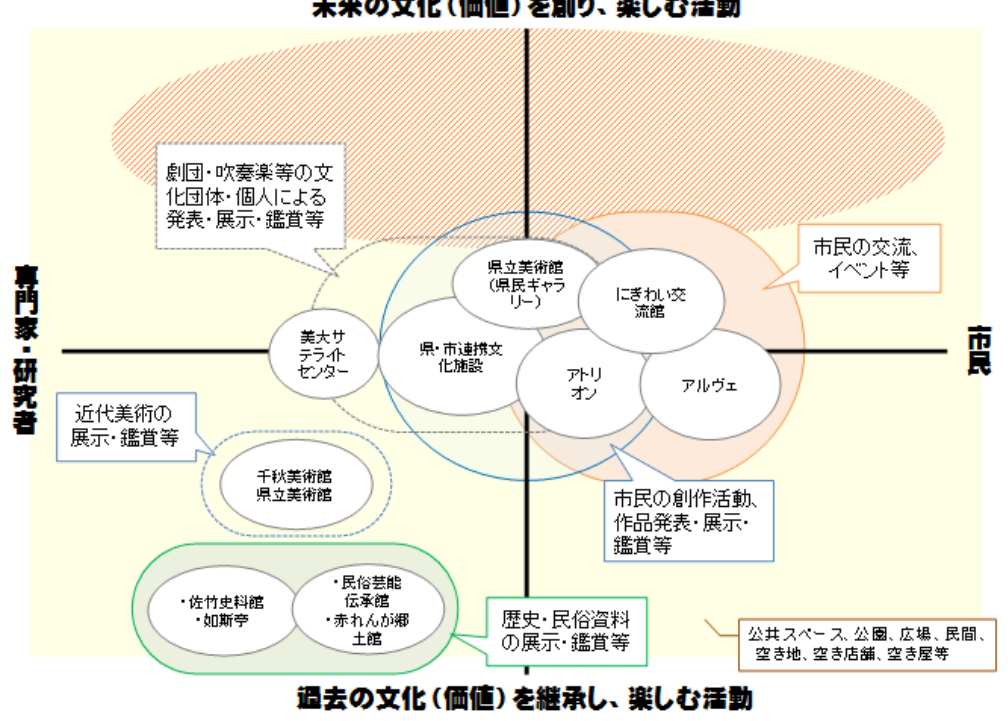 未来の文化(価値)を創り、楽しむ活動
劇団・吹奏楽等の文
化団体・個人による
発表・展示・鑑賞等
市民の交流、
イベント等
県立美術館
(県民ギャラ
リー)
にぎわい交
流館
専門家・研究者
美大サ
テライト
センター
県・市連携文
化施設
アトリ
オン
アルヴェ
市民
近代美術の
展示・鑑賞等
千秋美術館
県立美術館
市民の創作活動、
作品発表・展示・
鑑賞等
・佐竹史料館
・如斯亭
・民俗芸能
伝承館
・赤れんが郷
土館
歴史・民俗資料
の展示・鑑賞等
公共スペース、公園、広場、民間、
空き地、空き店舗、空き屋等
過去の文化(価値)を継承し、楽しむ活動